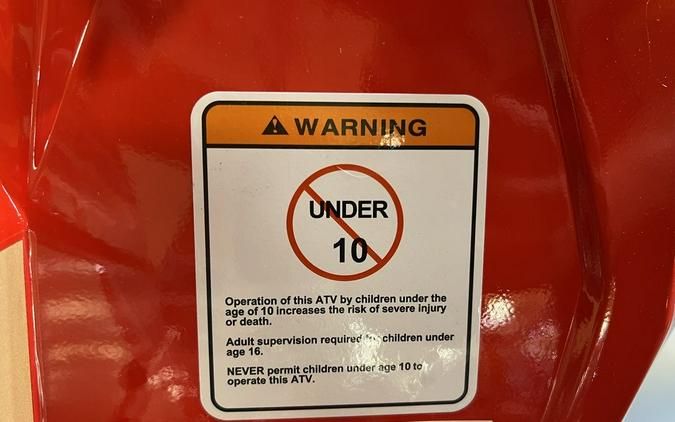 WARNING
UNDER
10
Operation of this ATV by children under the
age of 10 increases the risk of severe injury
or death.
Adult supervision required for children under
age 16.
NEVER permit children under age 10 to
operate this ATV.